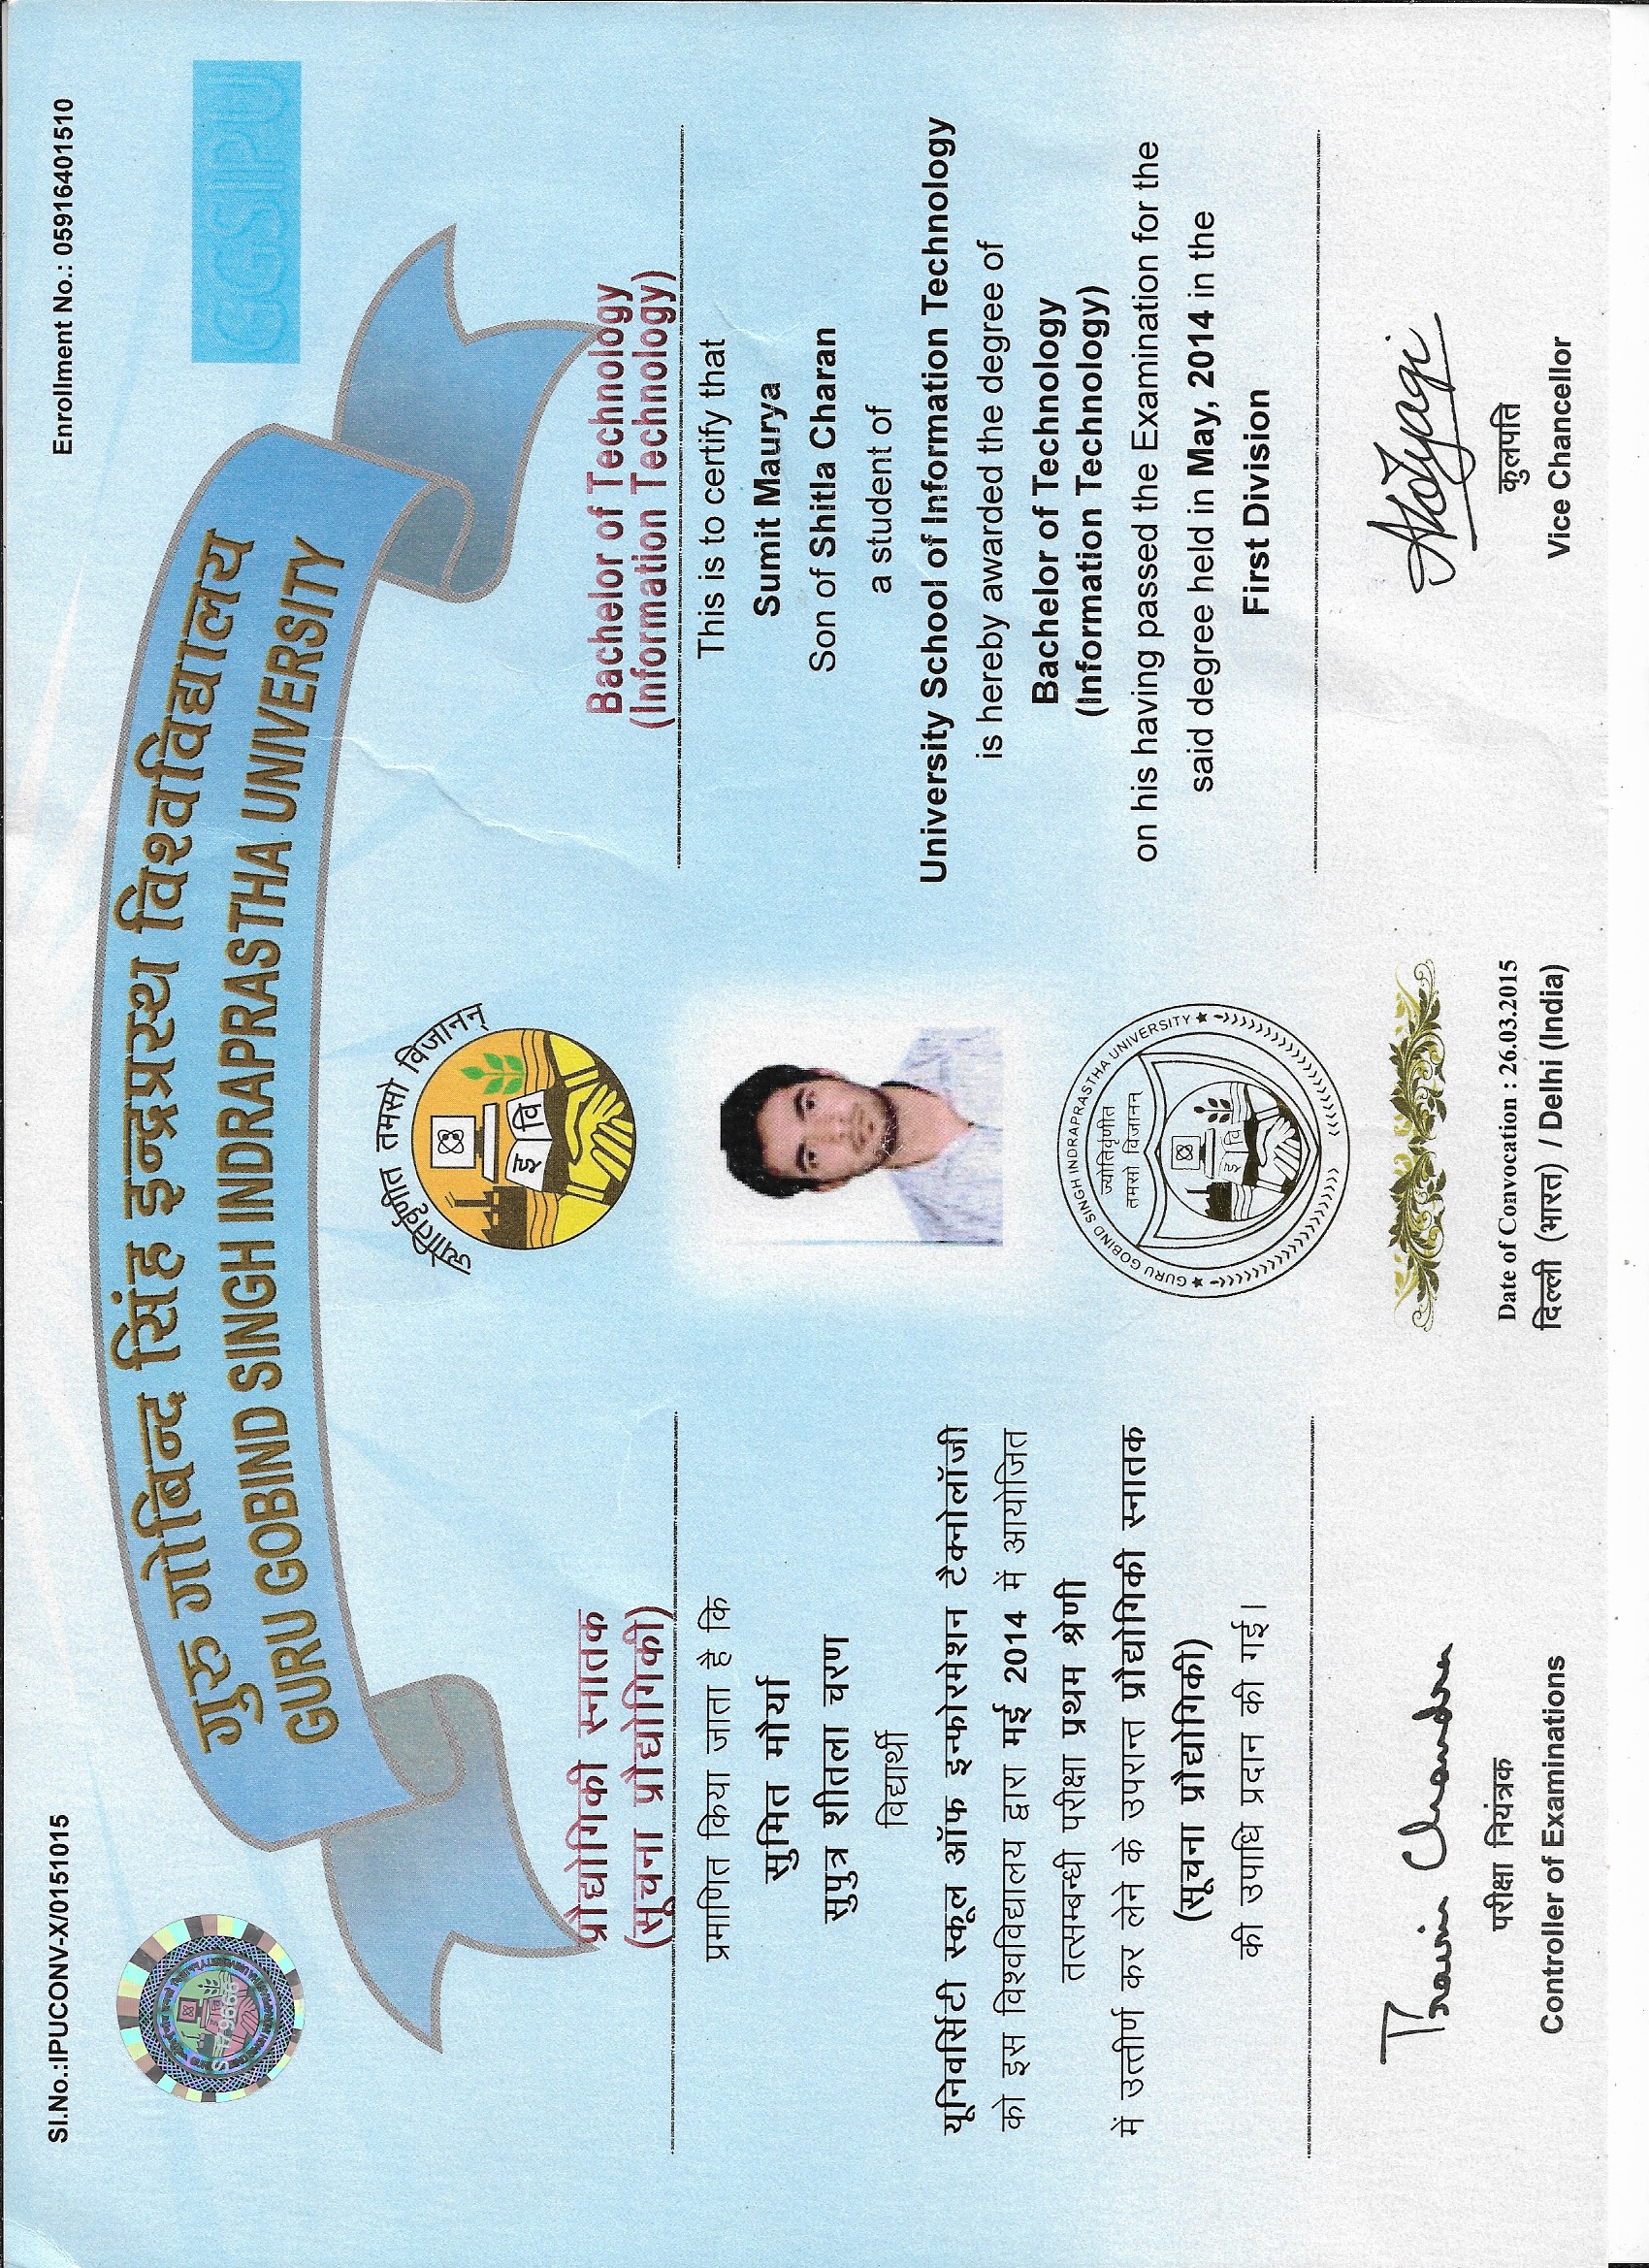 Sl.No.:IPUCONV-X/0151015
Enrollment No.: 05916401510
GGSIPU
गुरु गोबिन्द सिंह इन्द्रप्रस्थ विश्वविद्यालय
GURU GOBIND SINGH INDRAPRASTHA UNIVERSITY
ज्योतिर्वृणीत तमसो विजानन्
इ वि
प्रौद्योगिकी स्नातक
(सूचना प्रौद्योगिकी)
प्रमाणित किया जाता है कि
सुमित मौर्या
सुपुत्र शीतला चरण
विद्यार्थी
यूनिवर्सिटी स्कूल ऑफ इन्फोरमेशन टैक्नोलॉजी
को इस विश्वविद्यालय द्वारा मई 2014 में आयोजित
तत्सम्बन्धी परीक्षा प्रथम श्रेणी
में उत्तीर्ण कर लेने के उपरान्त प्रौद्योगिकी स्नातक
(सूचना प्रौद्योगिकी)
की उपाधि प्रदान की गई।
Bachelor of Technology
(Information Technology)
This is to certify that
Sumit Maurya
Son of Shitla Charan
a student of
University School of Information Technology
is hereby awarded the degree of
Bachelor of Technology
(Information Technology)
on his having passed the Examination for the
said degree held in May, 2014 in the
First Division
GURU GOBIND SINGH INDRAPRASTHA UNIVERSITY
ज्योतिर्वृणीत
तमसो विजानन
इ वि
Pravin Chandra
परीक्षा नियंत्रक
Controller of Examinations
Date of Convocation : 26.03.2015
दिल्ली (भारत) / Delhi (India)
कुलपति
Vice Chancellor